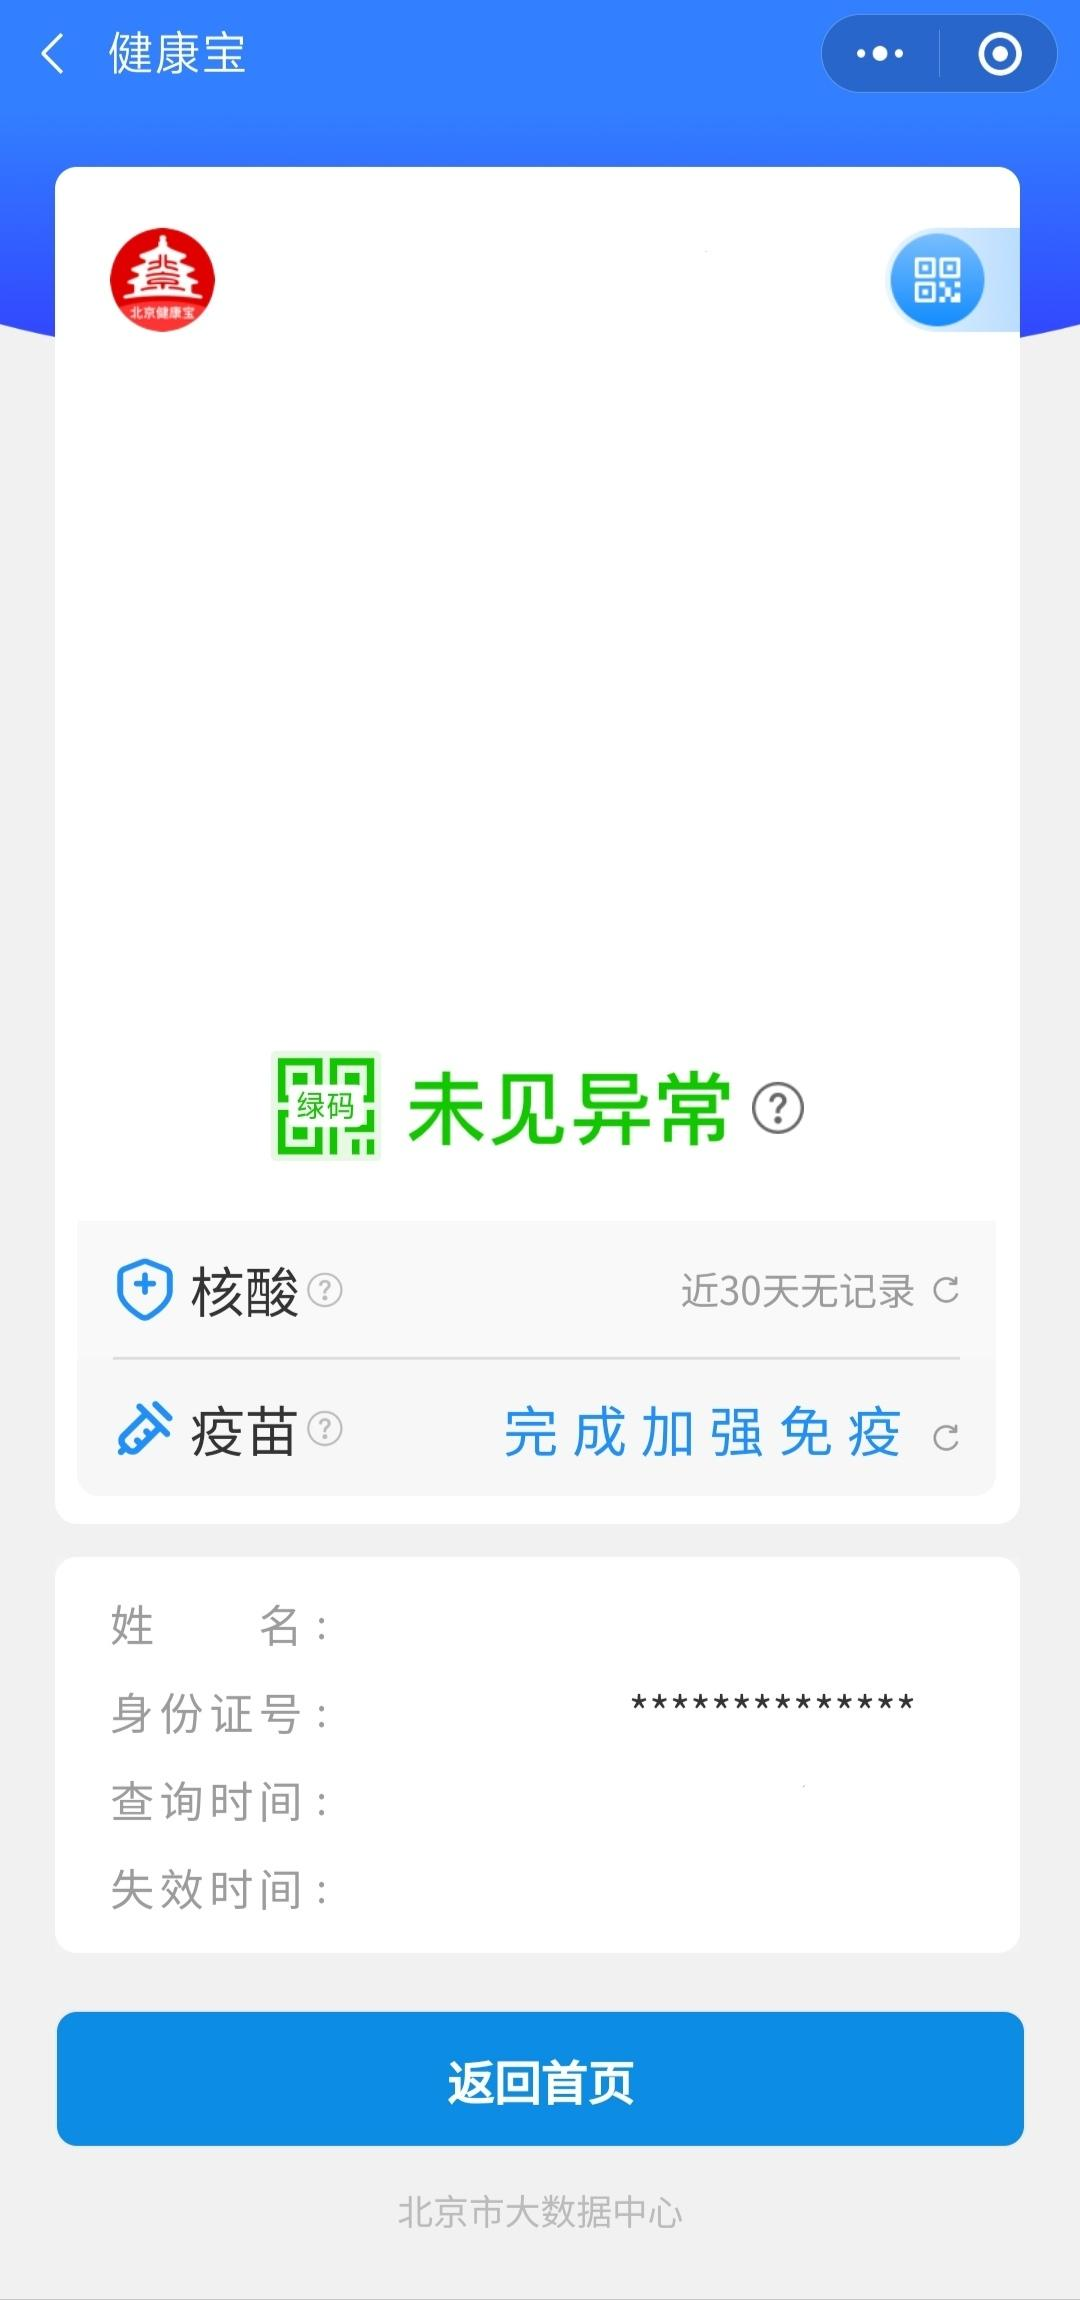 健康宝
北京
北京健康宝
绿码 未见异常 ?
核酸 ? 近30天无记录
疫苗 ? 完成加强免疫
姓名：
身份证号： **************
查询时间：
失效时间：
返回首页
北京市大数据中心